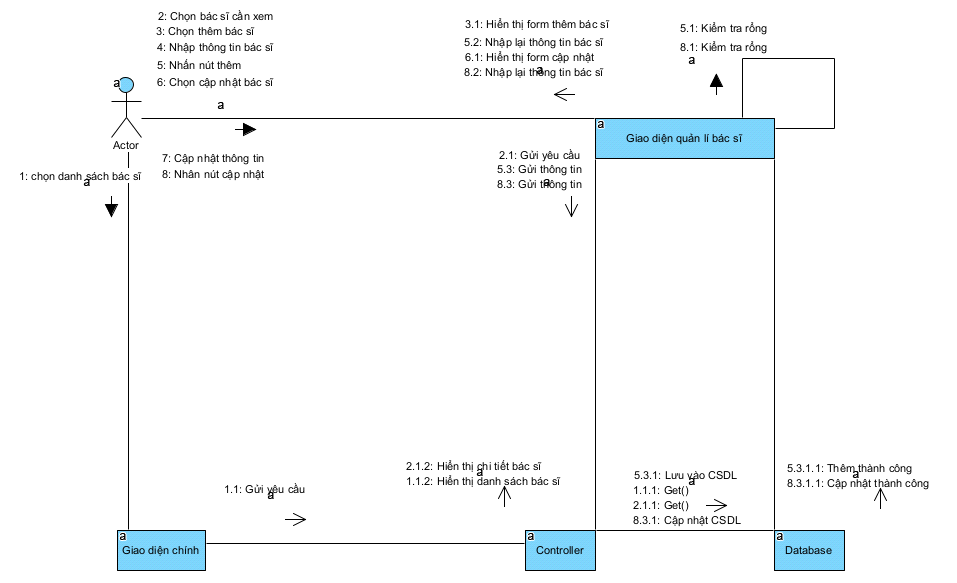 2: Chọn bác sĩ cần xem
3: Chọn thêm bác sĩ
4: Nhập thông tin bác sĩ
5: Nhấn nút thêm
6: Chọn cập nhật bác sĩ
a
3.1: Hiển thị form thêm bác sĩ
5.2: Nhập lại thông tin bác sĩ
6.1: Hiển thị form cập nhật
8.2: Nhập lại thông tin bác sĩ
a
5.1: Kiểm tra rỗng
8.1: Kiểm tra rỗng
a
a
Actor
a
Giao diện quản lí bác sĩ
7: Cập nhật thông tin
8: Nhân nút cập nhật
1: chọn danh sách bác sĩ
a
2.1: Gửi yêu cầu
5.3: Gửi thông tin
8.3: Gửi thông tin
a
1.1: Gửi yêu cầu
a
2.1.2: Hiển thị chi tiết bác sĩ
1.1.2: Hiển thị danh sách bác sĩ
a
5.3.1: Lưu vào CSDL
1.1.1: Get()
2.1.1: Get()
8.3.1: Cập nhật CSDL
a
5.3.1.1: Thêm thành công
8.3.1.1: Cập nhật thành công
a
a
Giao diện chính
a
Controller
a
Database